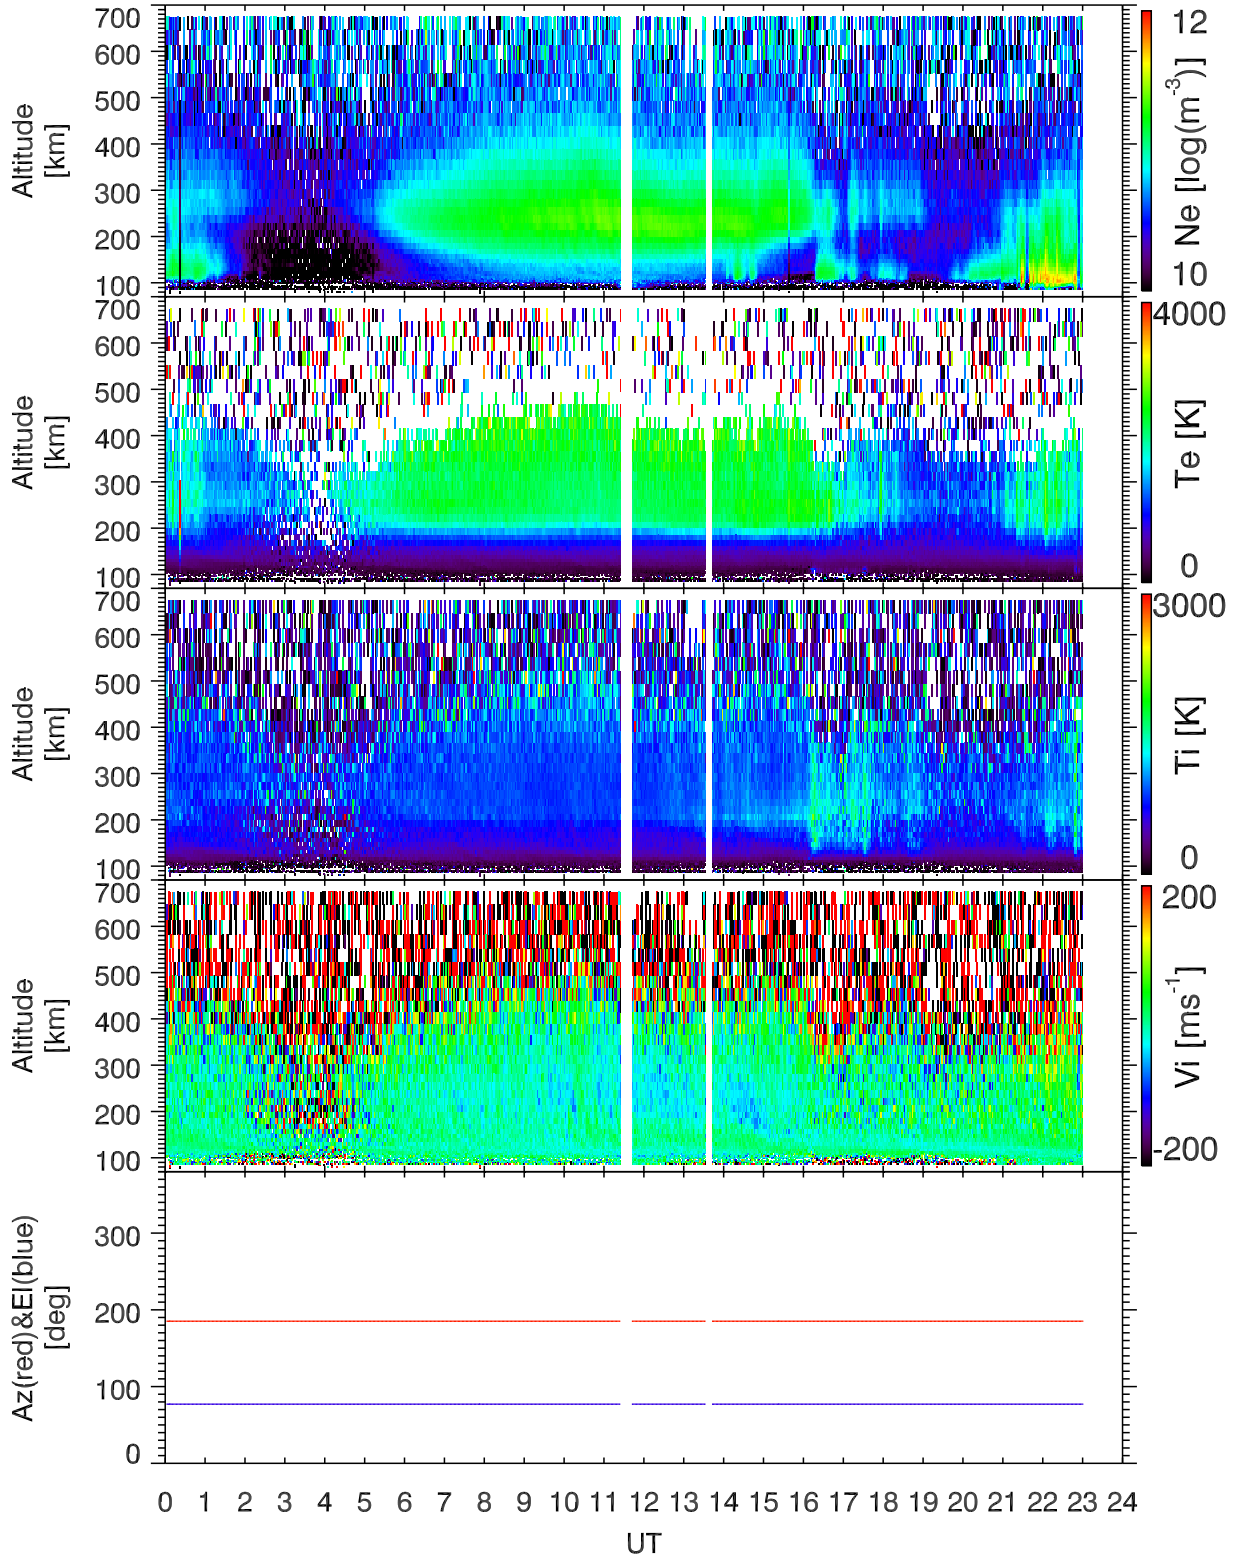 700
600
500
400
300
200
100
Altitude
[km]
12
10
Ne [log(m⁻³)]
700
600
500
400
300
200
100
Altitude
[km]
4000
0
Te [K]
700
600
500
400
300
200
100
Altitude
[km]
3000
0
Ti [K]
700
600
500
400
300
200
100
Altitude
[km]
200
-200
Vi [ms⁻¹]
300
200
100
0
Az(red)&El(blue)
[deg]
0 1 2 3 4 5 6 7 8 9 10 11 12 13 14 15 16 17 18 19 20 21 22 23 24
UT